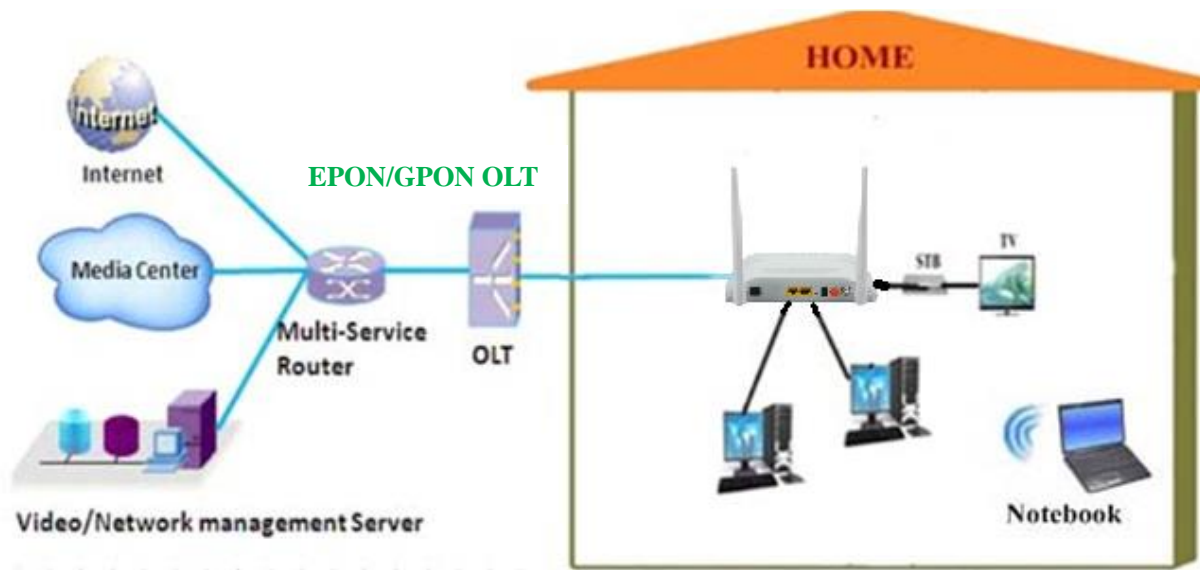 HOME
Internet
Internet
EPON/GPON OLT
Media Center
Multi-Service
Router
OLT
STB
TV
Video/Network management Server
Notebook